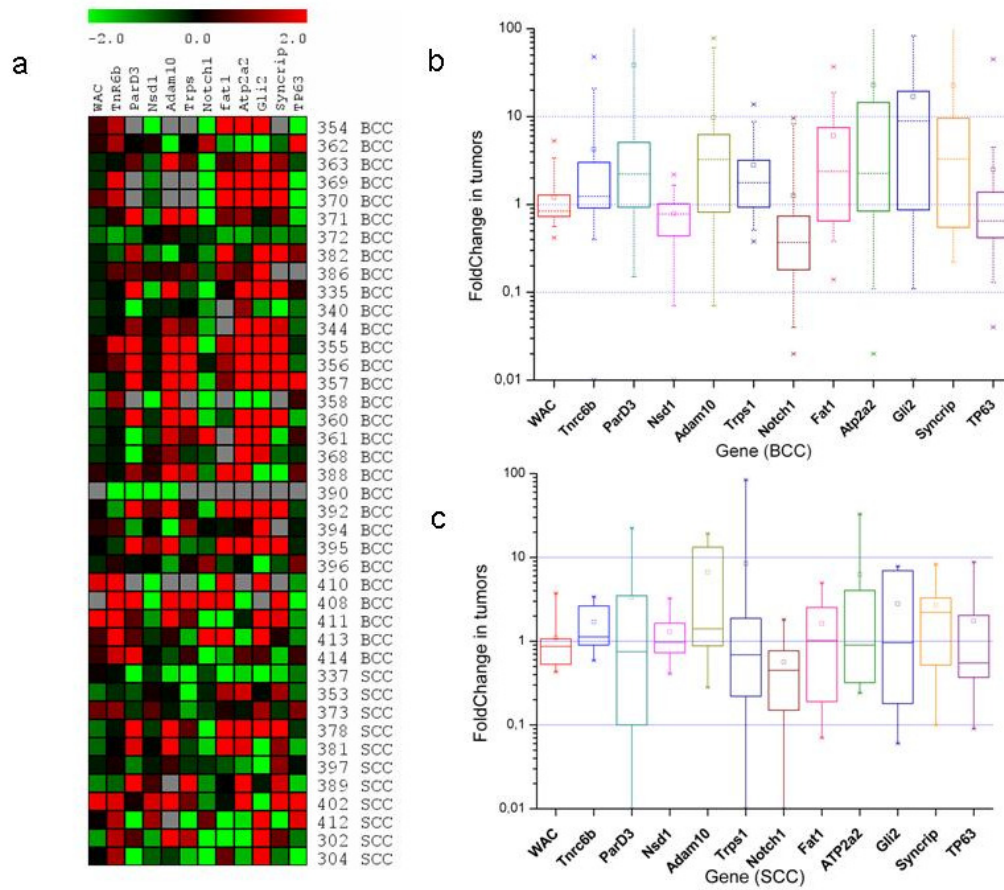 a
-2.0 0.0 2.0
WAC
TnR6b
ParD3
Nsd1
Adam10
Trps
Notch1
fat1
Atp2a2
Gli2
Syncrip
TP63
354 BCC
362 BCC
363 BCC
369 BCC
370 BCC
371 BCC
372 BCC
382 BCC
386 BCC
335 BCC
340 BCC
344 BCC
355 BCC
356 BCC
357 BCC
358 BCC
360 BCC
361 BCC
368 BCC
388 BCC
390 BCC
392 BCC
394 BCC
395 BCC
396 BCC
410 BCC
408 BCC
411 BCC
413 BCC
414 BCC
337 SCC
353 SCC
373 SCC
378 SCC
381 SCC
397 SCC
389 SCC
402 SCC
412 SCC
302 SCC
304 SCC
b
FoldChange in tumors
100
10
1
0.1
0,01
WAC
Tnrc6b
ParD3
Nsd1
Adam10
Trps1
Notch1
Fat1
Atp2a2
Gli2
Syncrip
TP63
Gene (BCC)
c
FoldChange in tumors
100
10
1
0,1
0,01
WAC
Tnrc6b
ParD3
Nsd1
Adam10
Trps1
Notch1
Fat1
ATP2a2
Gli2
Syncrip
TP63
Gene (SCC)